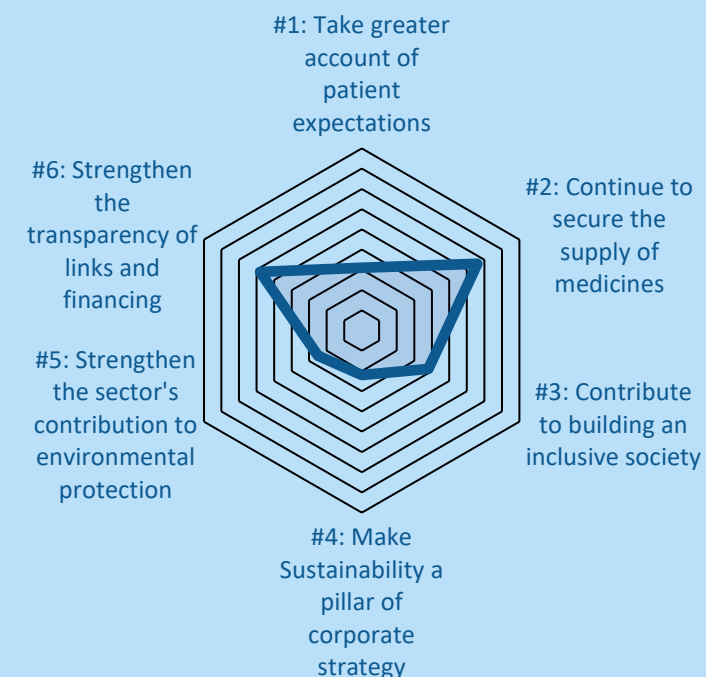 #1: Take greater
account of
patient
expectations
#2: Continue to
secure the
supply of
medicines
#3: Contribute
to building an
inclusive society
#4: Make
Sustainability a
pillar of
corporate
strategy
#5: Strengthen
the sector's
contribution to
environmental
protection
#6: Strengthen
the
transparency of
links and
financing